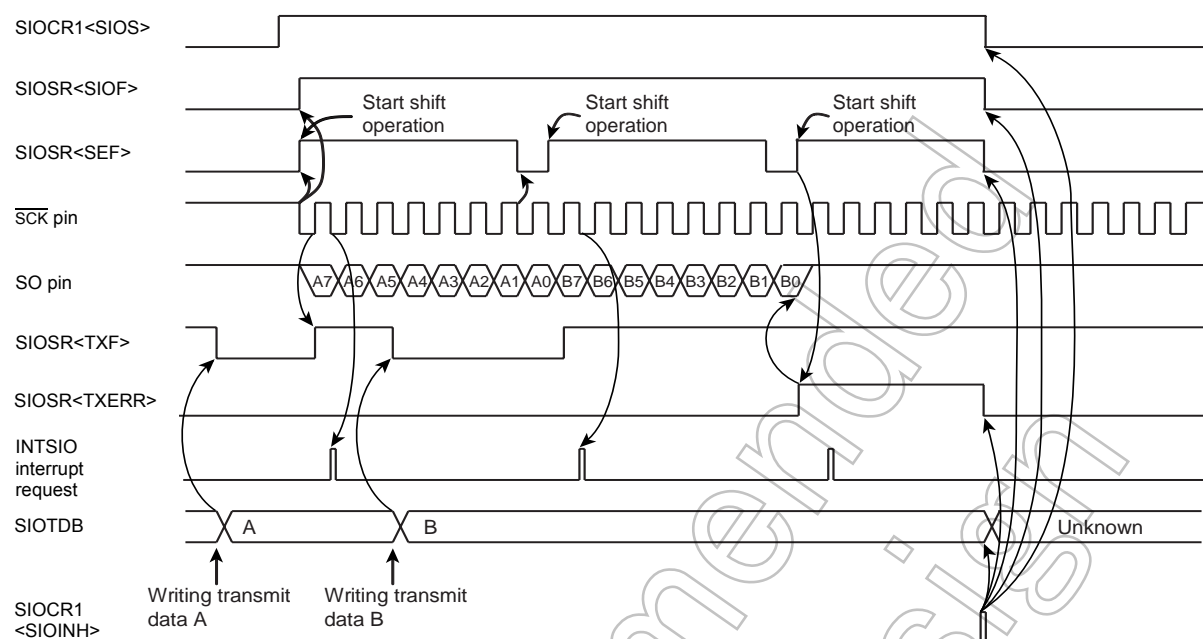 SIOCR1<SIOS>
SIOSR<SIOF>
Start shift
operation
Start shift
operation
Start shift
operation
SIOSR<SEF>
SCK pin
SO pin
A7 A6 A5 A4 A3 A2 A1 A0 B7 B6 B5 B4 B3 B2 B1 B0
SIOSR<TXF>
SIOSR<TXERR>
INTSIO
interrupt
request
SIOTDB
A
B
Unknown
Writing transmit
data A
Writing transmit
data B
SIOCR1
<SIOINH>
mended
sign